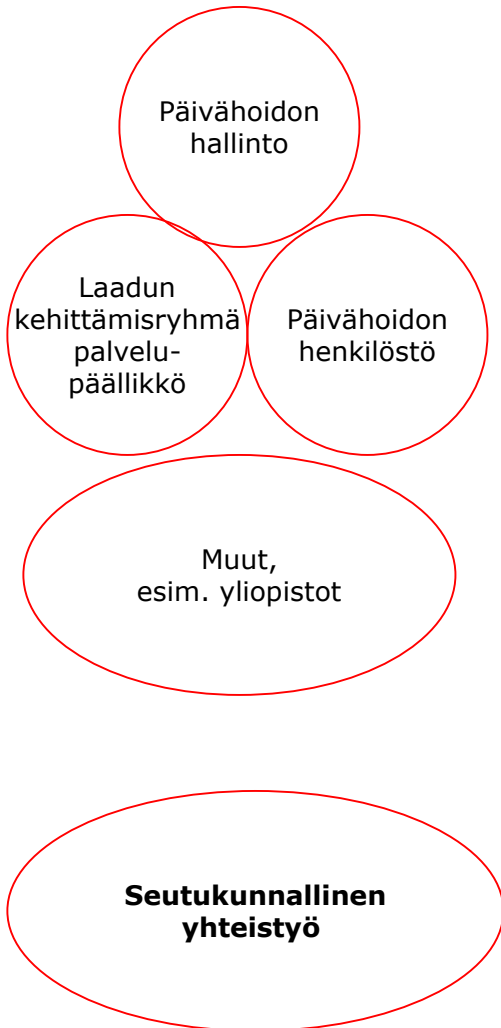 Päivähoidon
hallinto
Laadun
kehittämisryhmä
palvelu-
päällikkö
Päivähoidon
henkilöstö
Muut,
esim. yliopistot
Seutukunnallinen
yhteistyö